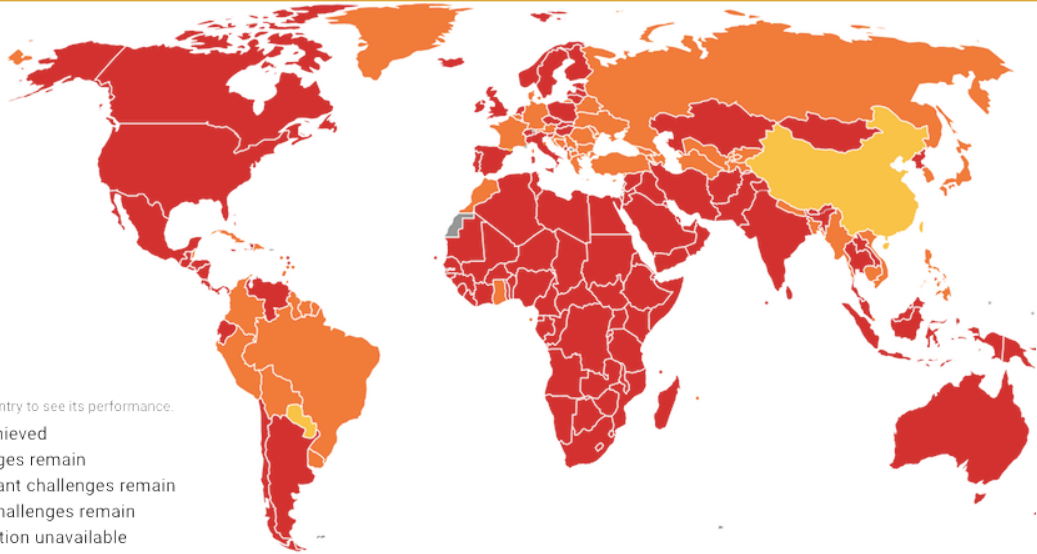 ntry to see its performance.
hieved
ges remain
ant challenges remain
hallenges remain
tion unavailable